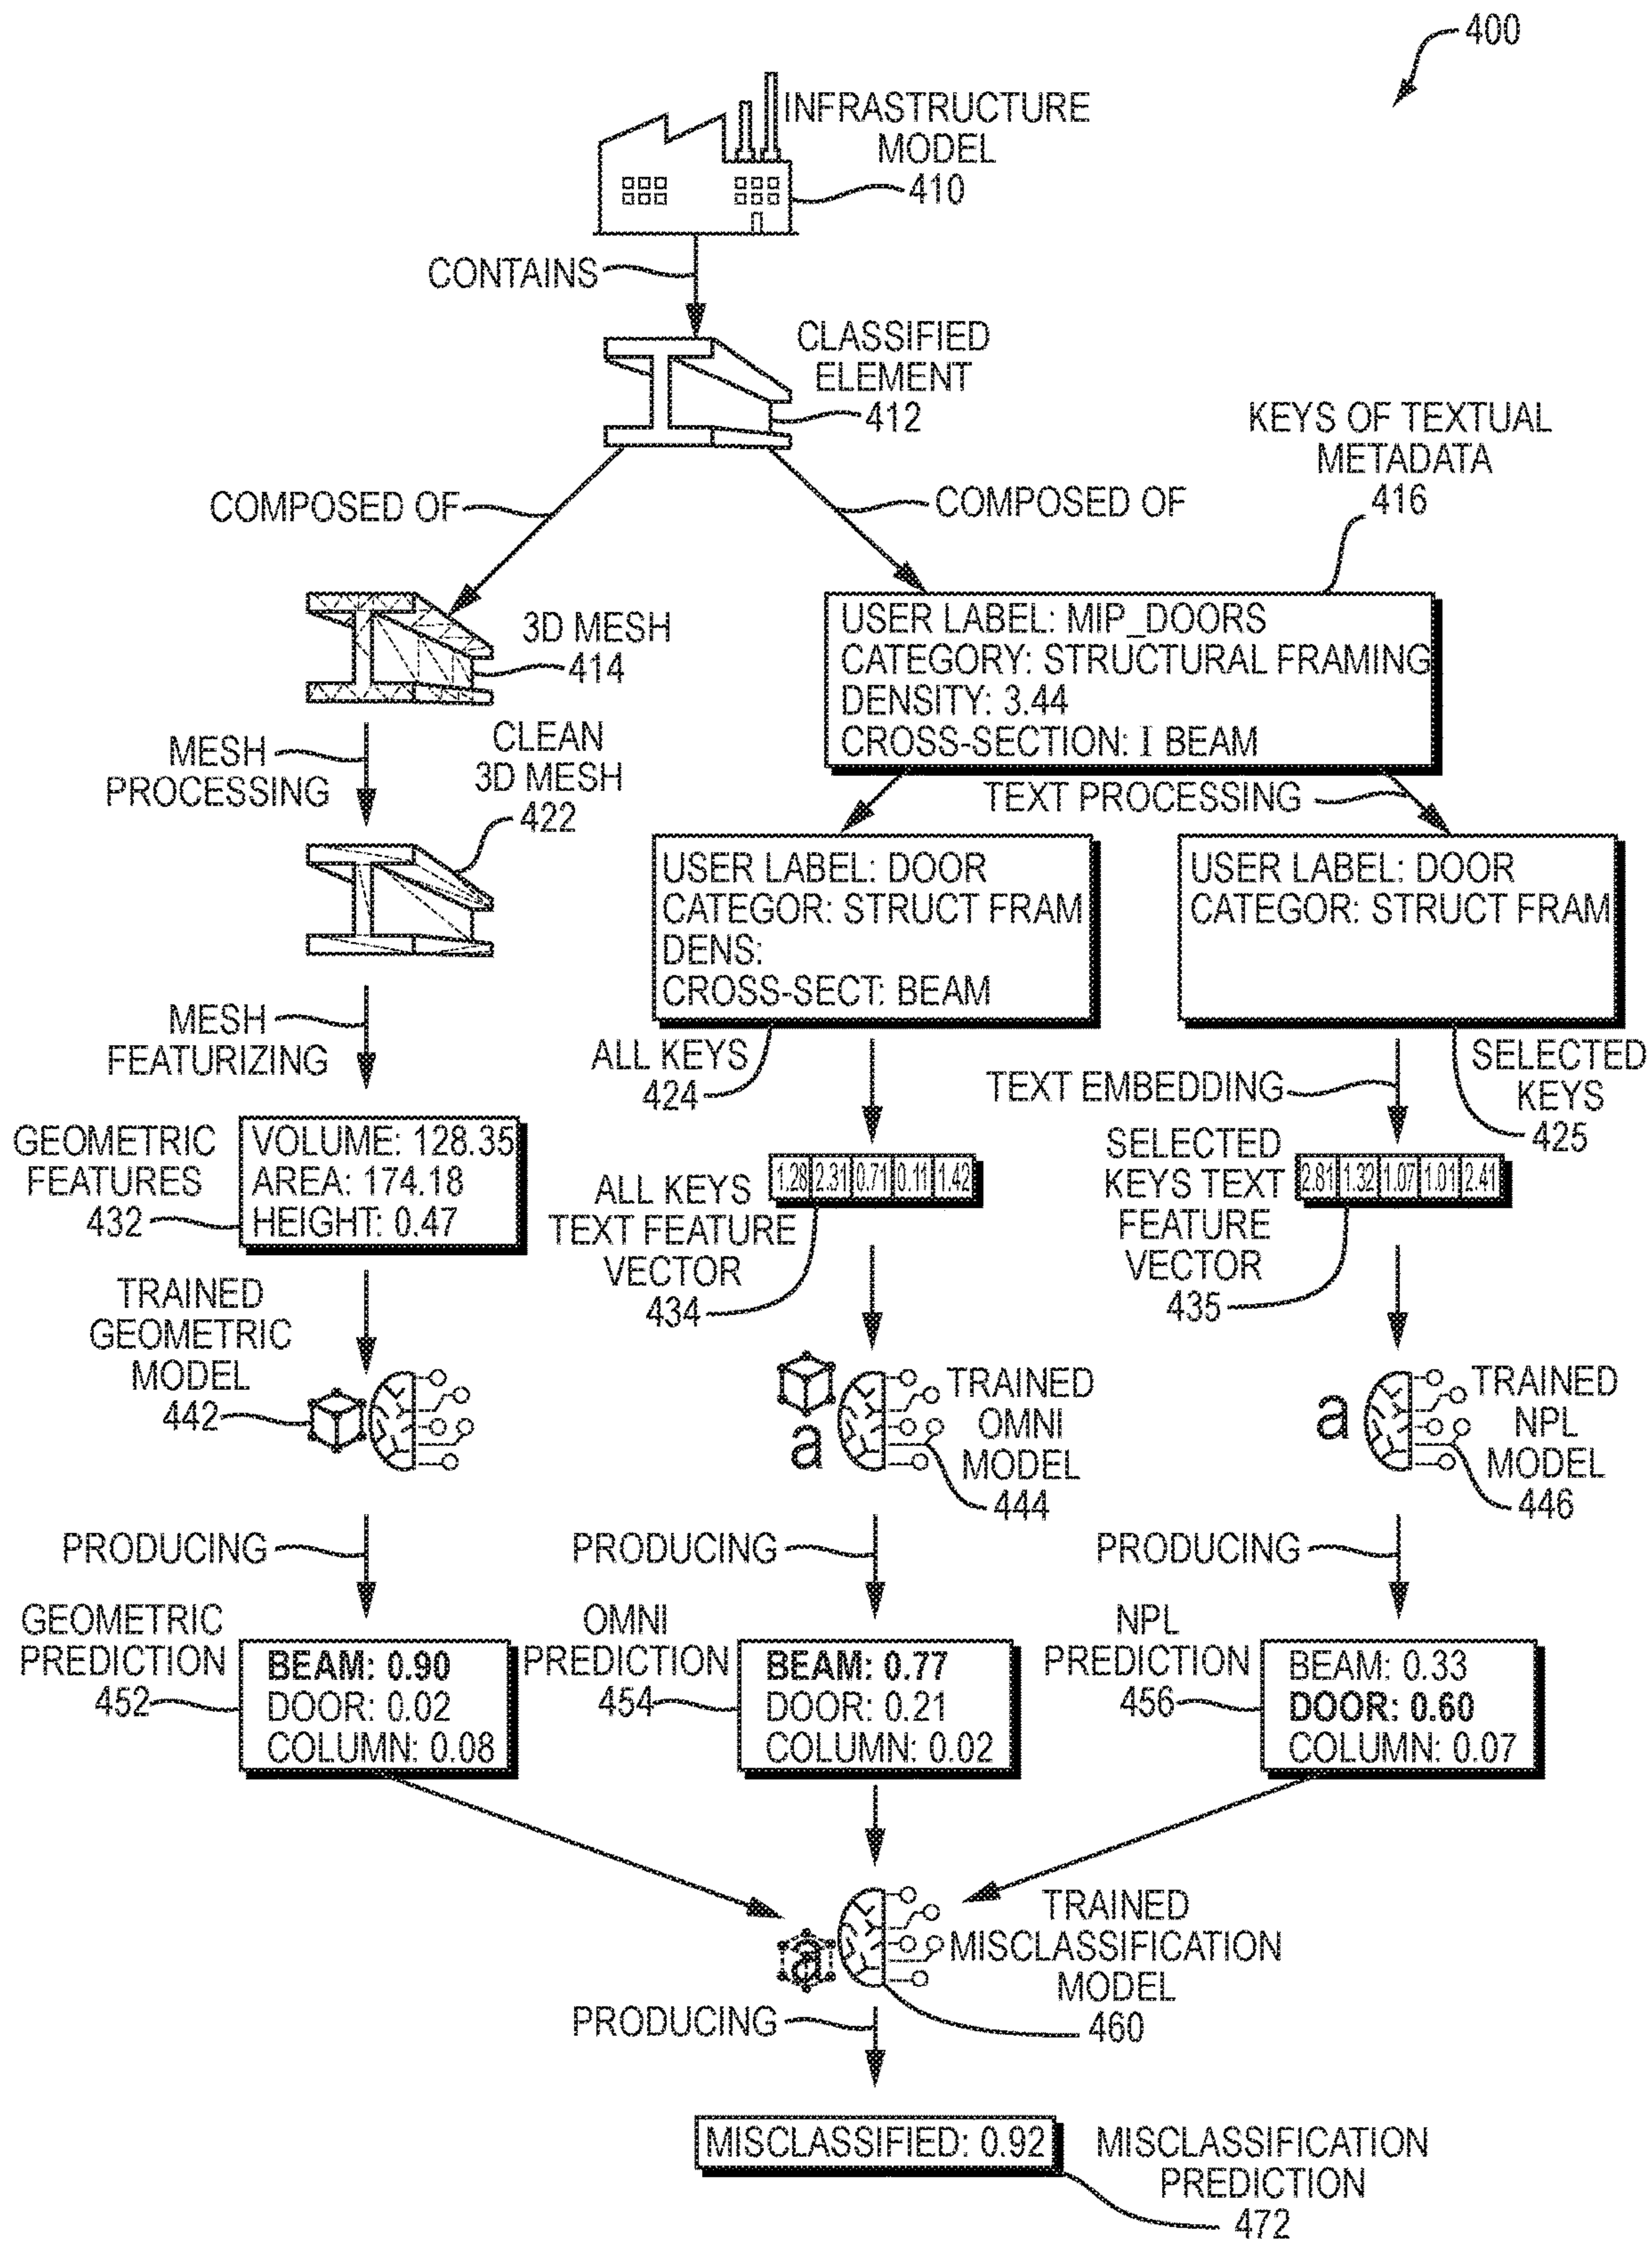 400
INFRASTRUCTURE
MODEL
410
CONTAINS
CLASSIFIED
ELEMENT
412
KEYS OF TEXTUAL
METADATA
416
COMPOSED OF
COMPOSED OF
3D MESH
414
USER LABEL: MIP_DOORS
CATEGORY: STRUCTURAL FRAMING
DENSITY: 3.44
CROSS-SECTION: I BEAM
MESH
PROCESSING
CLEAN
3D MESH
422
TEXT PROCESSING
USER LABEL: DOOR
CATEGOR: STRUCT FRAM
DENS:
CROSS-SECT: BEAM
USER LABEL: DOOR
CATEGOR: STRUCT FRAM
MESH
FEATURIZING
ALL KEYS
424
TEXT EMBEDDING
SELECTED
KEYS
425
GEOMETRIC
FEATURES
432
VOLUME: 128.35
AREA: 174.18
HEIGHT: 0.47
ALL KEYS
TEXT FEATURE
VECTOR
434
1.28 2.31 0.71 0.11 1.42
SELECTED
KEYS TEXT
FEATURE
VECTOR
435
2.81 1.32 1.07 1.01 2.41
TRAINED
GEOMETRIC
MODEL
442
a
TRAINED
OMNI
MODEL
444
a
TRAINED
NPL
MODEL
446
PRODUCING
PRODUCING
PRODUCING
GEOMETRIC
PREDICTION
452
BEAM: 0.90
DOOR: 0.02
COLUMN: 0.08
OMNI
PREDICTION
454
BEAM: 0.77
DOOR: 0.21
COLUMN: 0.02
NPL
PREDICTION
456
BEAM: 0.33
DOOR: 0.60
COLUMN: 0.07
a
TRAINED
MISCLASSIFICATION
MODEL
460
PRODUCING
MISCLASSIFIED: 0.92
MISCLASSIFICATION
PREDICTION
472